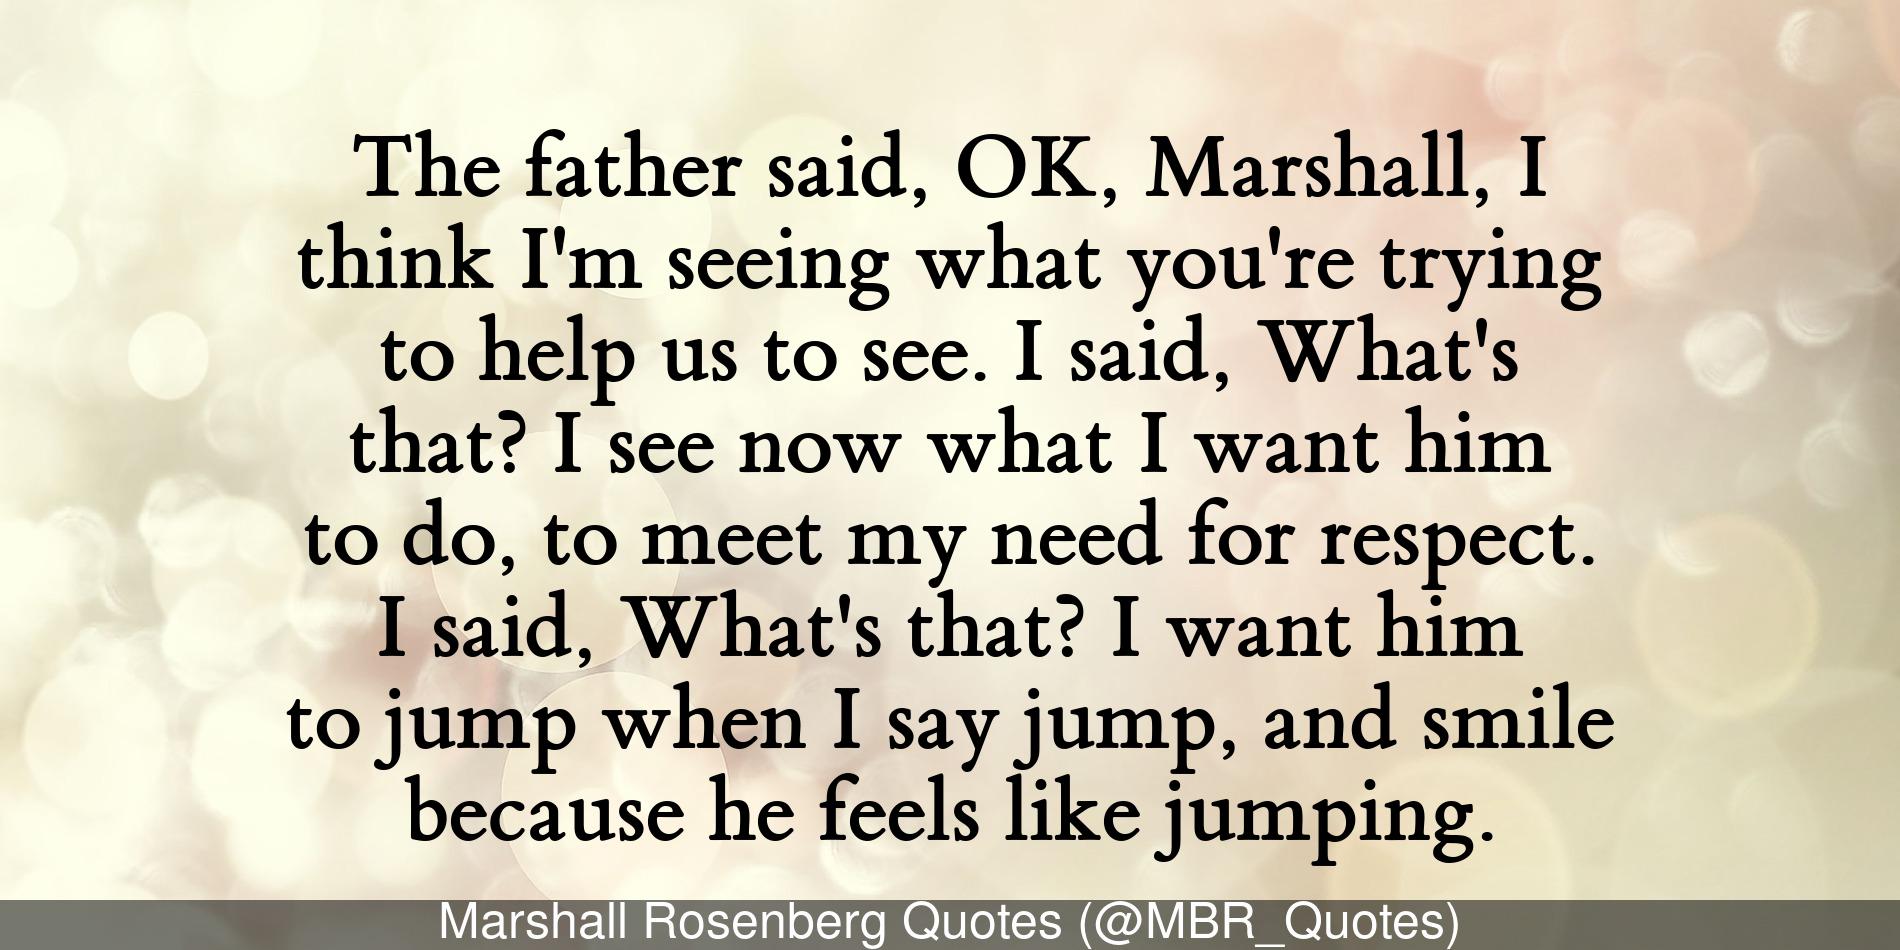 The father said, OK, Marshall, I
think I'm seeing what you're trying
to help us to see. I said, What's
that? I see now what I want him
to do, to meet my need for respect.
I said, What's that? I want him
to jump when I say jump, and smile
because he feels like jumping.
Marshall Rosenberg Quotes (@MBR_Quotes)